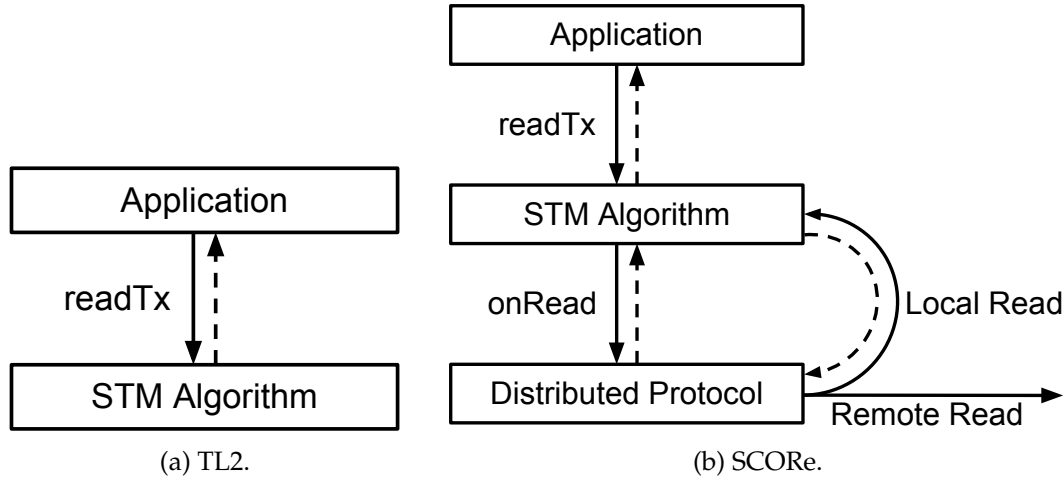 Application
readTx
STM Algorithm
(a) TL2.
Application
readTx
STM Algorithm
onRead
Local Read
Distributed Protocol
Remote Read
(b) SCORe.